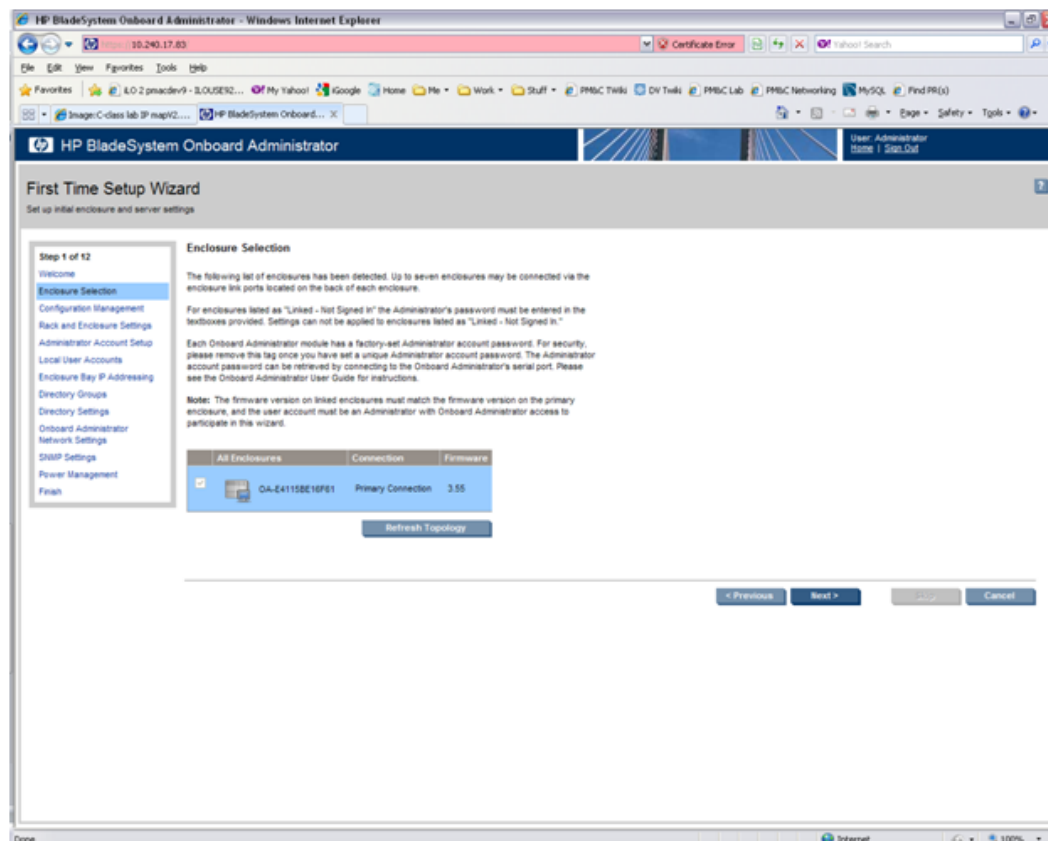 HP BladeSystem Onboard Administrator - Windows Internet Explorer
10.240.17.83
Certificate Error
Yahoo! Search
File Edit View Favorites Tools Help
Favorites My Yahoo! iGoogle Home Me Work Stuff PM&C TWiki DV Twiki PM&C Lab PM&C Networking MySQL Find PR(s)
Image:C-class lab IP mapV2.... HP BladeSystem Onboard... Page Safety Tools
HP BladeSystem Onboard Administrator
User: Administrator
Home | Sign Out
First Time Setup Wizard
Set up initial enclosure and server settings
Step 1 of 12
Welcome
Enclosure Selection
Configuration Management
Rack and Enclosure Settings
Administrator Account Setup
Local User Accounts
Enclosure Bay IP Addressing
Directory Groups
Directory Settings
Onboard Administrator
Network Settings
SNMP Settings
Power Management
Finish
Enclosure Selection
The following list of enclosures has been detected. Up to seven enclosures may be connected via the
enclosure link ports located on the back of each enclosure.
For enclosures listed as "Linked - Not Signed In" the Administrator's password must be entered in the
textboxes provided. Settings can not be applied to enclosures listed as "Linked - Not Signed In."
Each Onboard Administrator module has a factory-set Administrator account password. For security,
please remove this tag once you have set a unique Administrator account password. The Administrator
account password can be retrieved by connecting to the Onboard Administrator's serial port. Please
see the Onboard Administrator User Guide for instructions.
Note: The firmware version on linked enclosures must match the firmware version on the primary
enclosure, and the user account must be an Administrator with Onboard Administrator access to
participate in this wizard.
All Enclosures Connection Firmware
OA-E4115BE16F61 Primary Connection 3.55
Refresh Topology
< Previous Next > Skip Cancel
Done Internet 100%